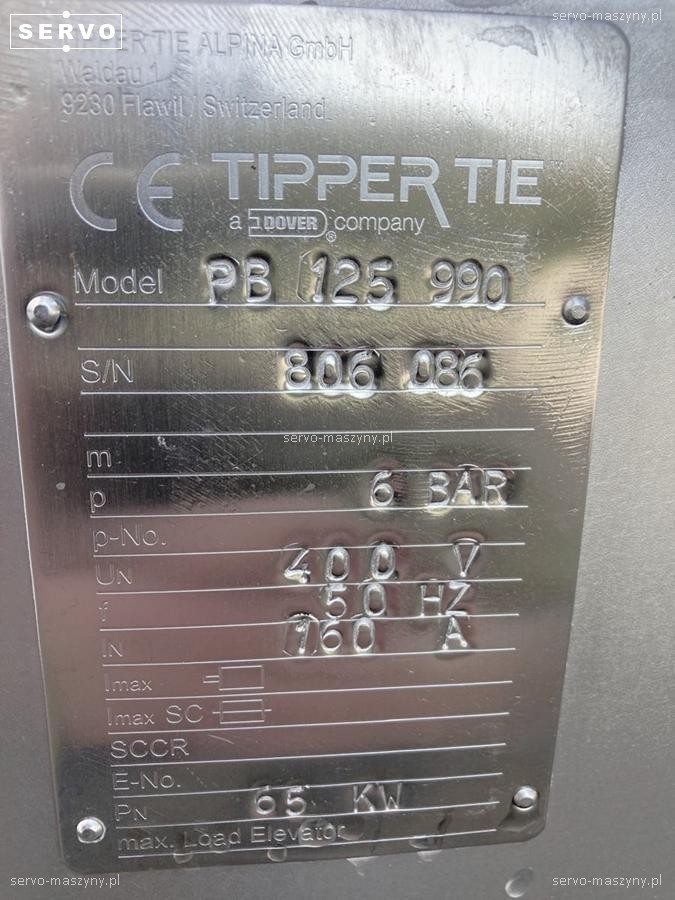 servo-maszyny.pl
SERVO
TIE ALPINA GmbH
Waldau 1
9230 Flawil / Switzerland
CE TIPPER TIE™
a DOVER® company
Model PB 125 990
S/N 806 086
servo-maszyny.pl
m
p 6 BAR
p-No.
UN 400 V
f 50 HZ
IN 160 A
Imax
Imax SC
SCCR
E-No.
PN 65 KW
max. Load Elevator
servo-maszyny.pl servo-maszyny.pl